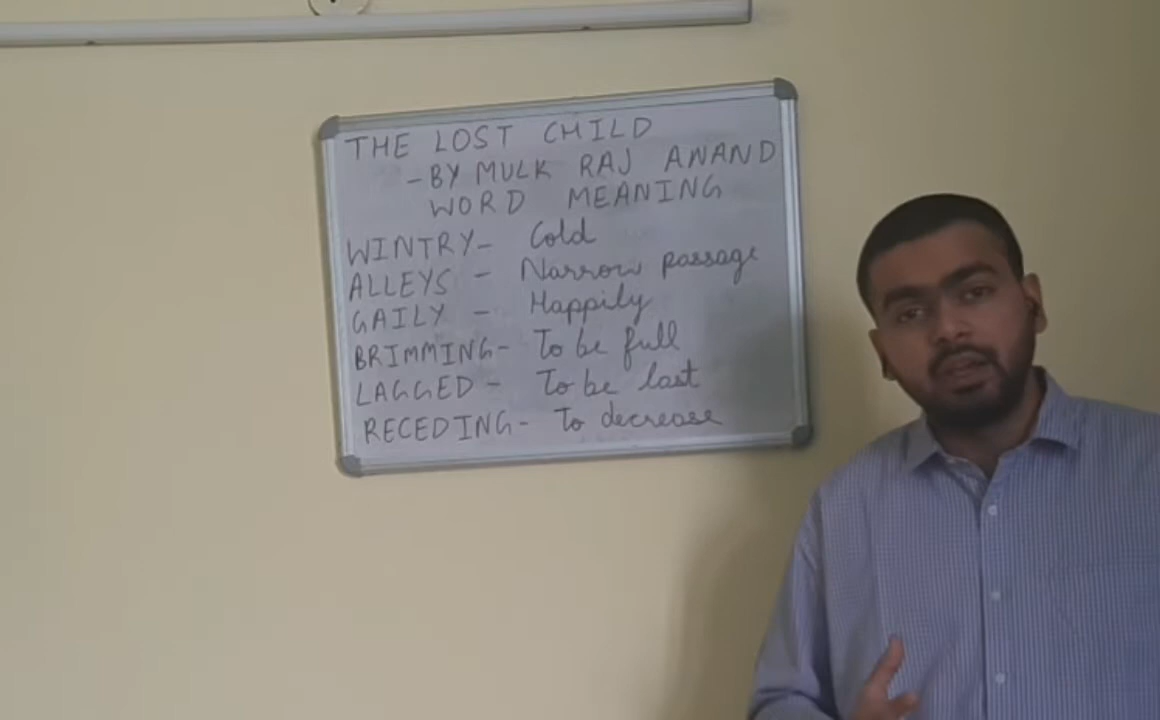 THE LOST CHILD
-BY MULK RAJ ANAND
WORD MEANING
WINTRY- Cold
ALLEYS - Narrow passage
GAILY - Happily
BRIMMING- To be full
LAGGED - To be last
RECEDING- To decrease